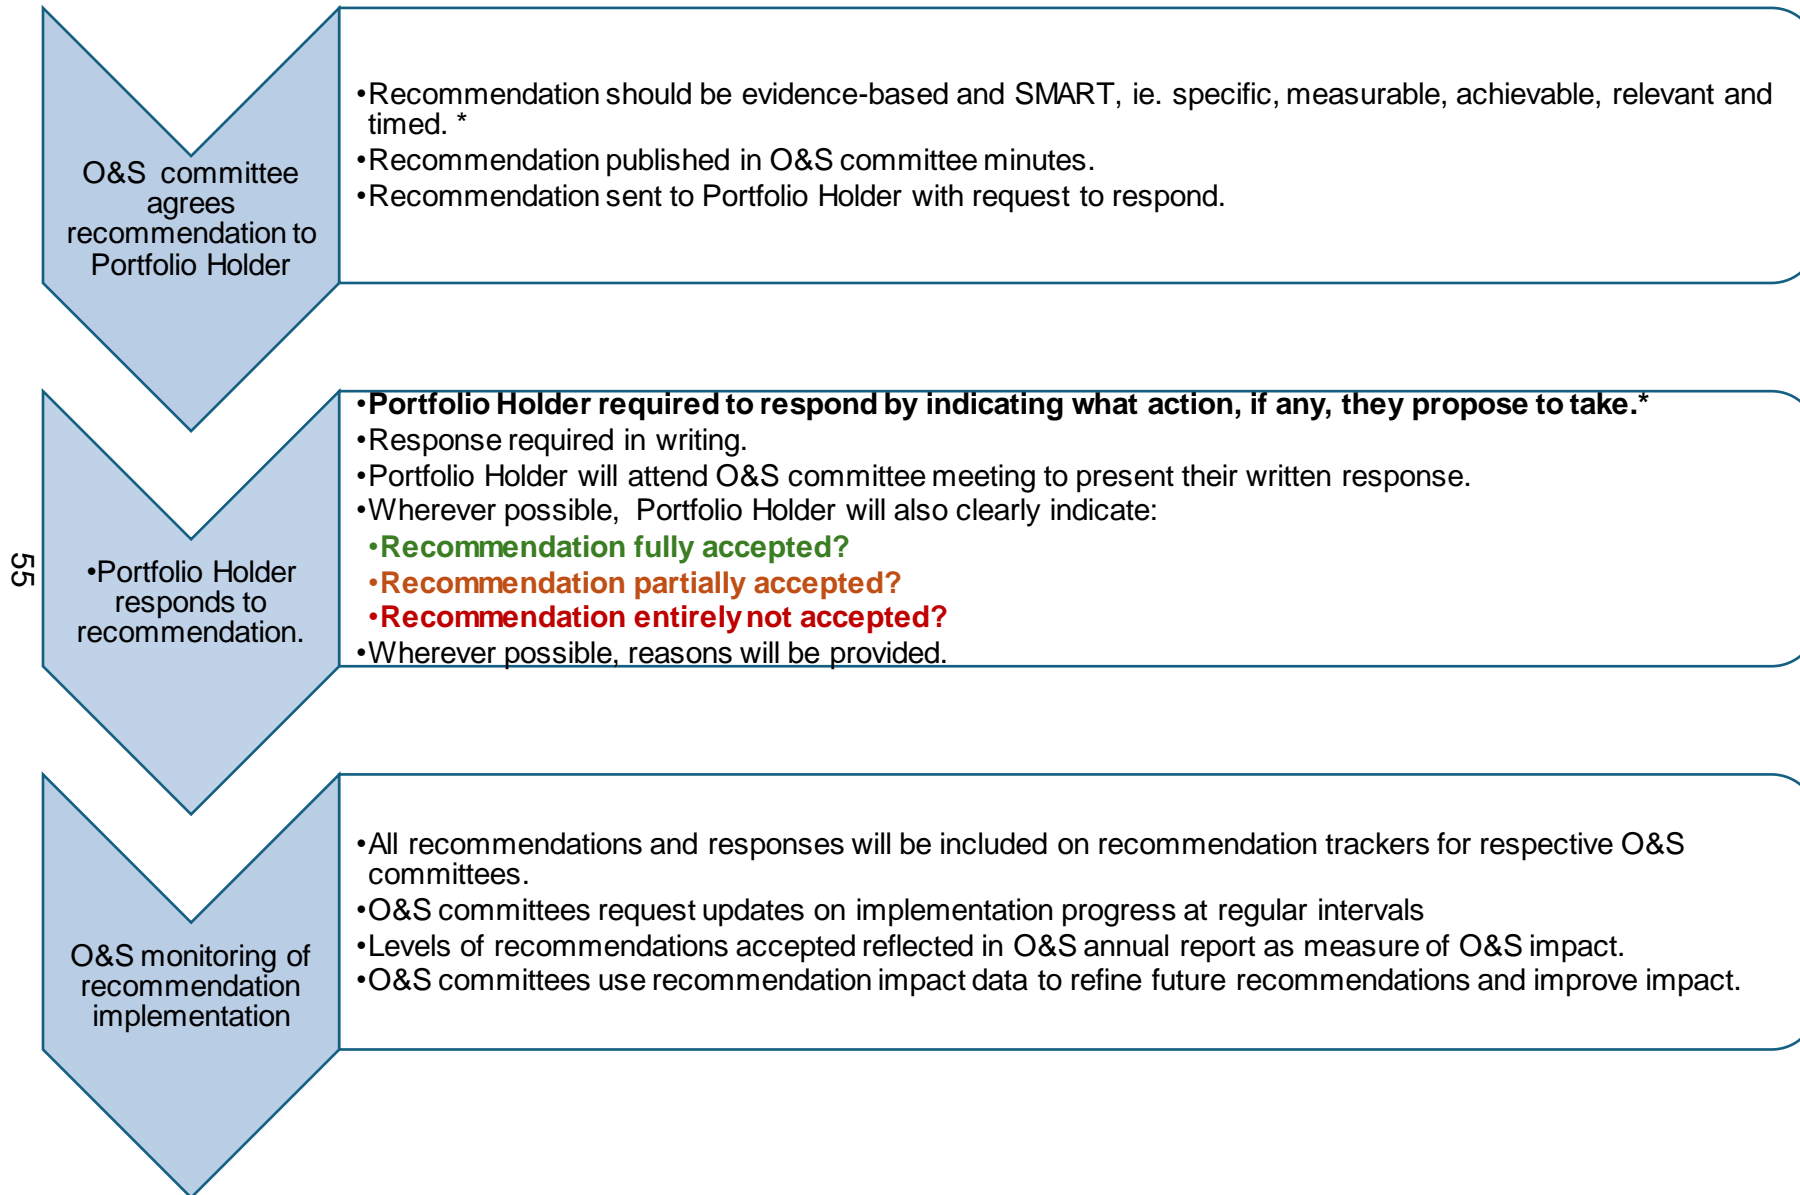 O&S committee
agrees
recommendation to
Portfolio Holder
•Recommendation should be evidence-based and SMART, ie. specific, measurable, achievable, relevant and
timed. *
•Recommendation published in O&S committee minutes.
•Recommendation sent to Portfolio Holder with request to respond.
•Portfolio Holder
responds to
recommendation.
•Portfolio Holder required to respond by indicating what action, if any, they propose to take.*
•Response required in writing.
•Portfolio Holder will attend O&S committee meeting to present their written response.
•Wherever possible, Portfolio Holder will also clearly indicate:
•Recommendation fully accepted?
•Recommendation partially accepted?
•Recommendation entirely not accepted?
•Wherever possible, reasons will be provided.
55
O&S monitoring of
recommendation
implementation
•All recommendations and responses will be included on recommendation trackers for respective O&S
committees.
•O&S committees request updates on implementation progress at regular intervals
•Levels of recommendations accepted reflected in O&S annual report as measure of O&S impact.
•O&S committees use recommendation impact data to refine future recommendations and improve impact.